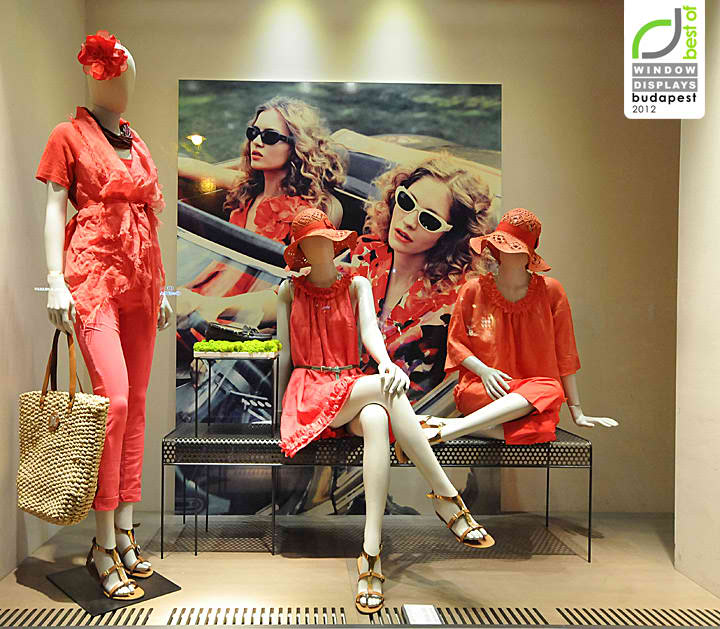 best of
WINDOW
DISPLAYS
budapest
2012